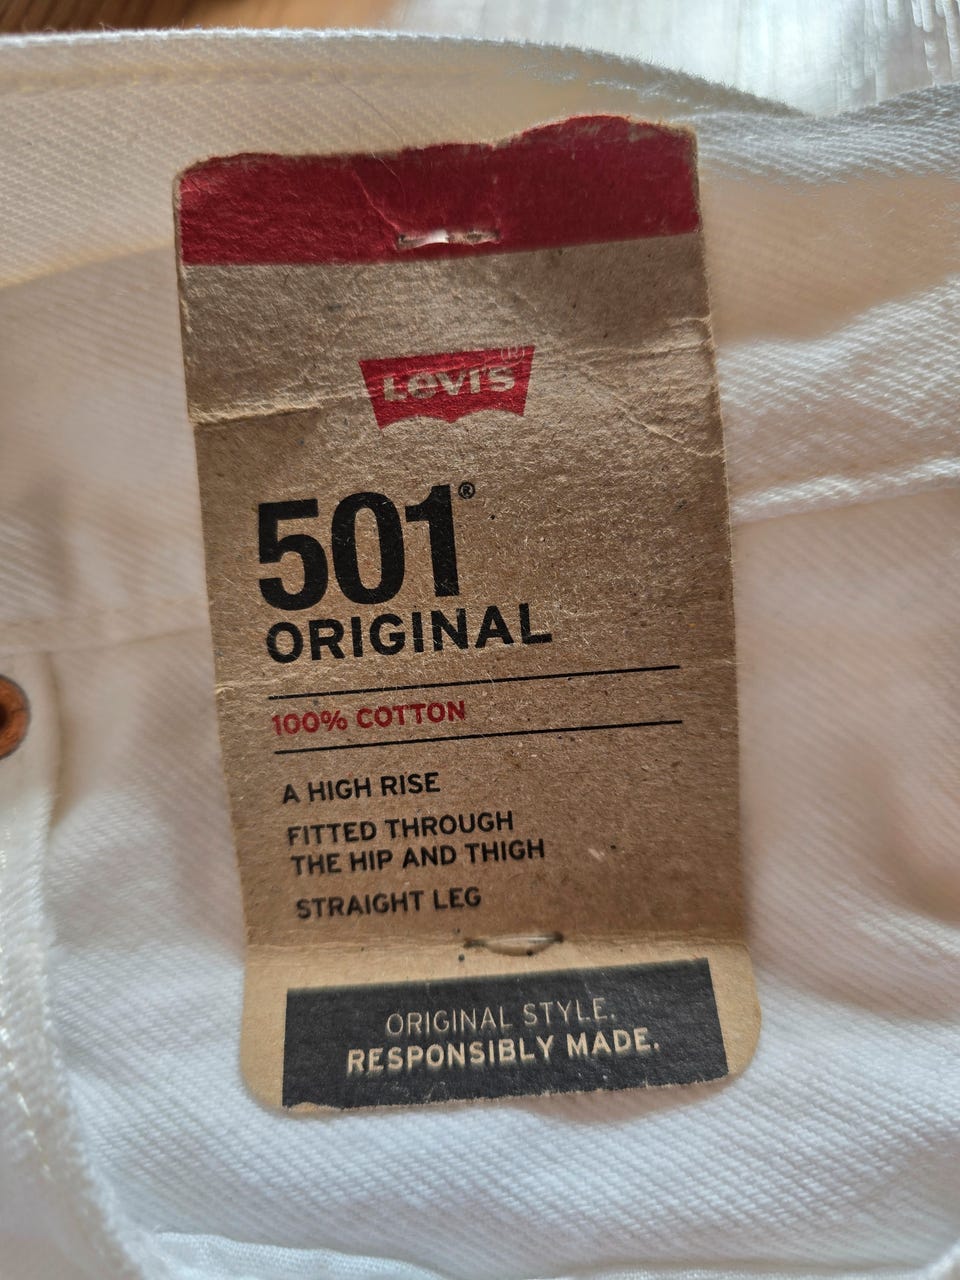 Levi's®
501®
ORIGINAL
100% COTTON
A HIGH RISE
FITTED THROUGH
THE HIP AND THIGH
STRAIGHT LEG
ORIGINAL STYLE.
RESPONSIBLY MADE.